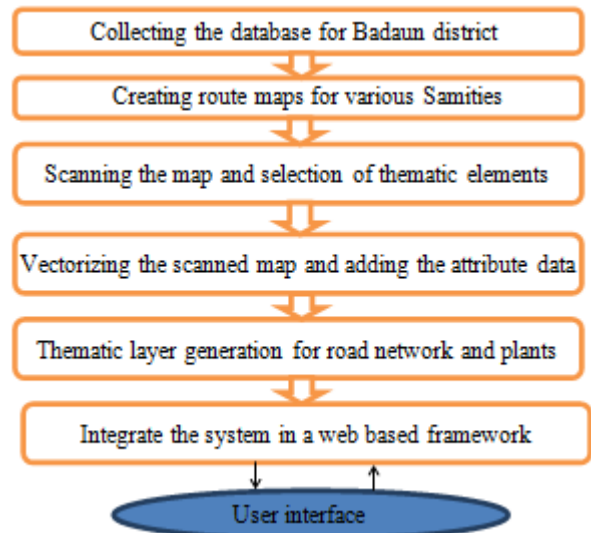 Collecting the database for Badaun district
Creating route maps for various Samities
Scanning the map and selection of thematic elements
Vectorizing the scanned map and adding the attribute data
Thematic layer generation for road network and plants
Integrate the system in a web based framework
User interface